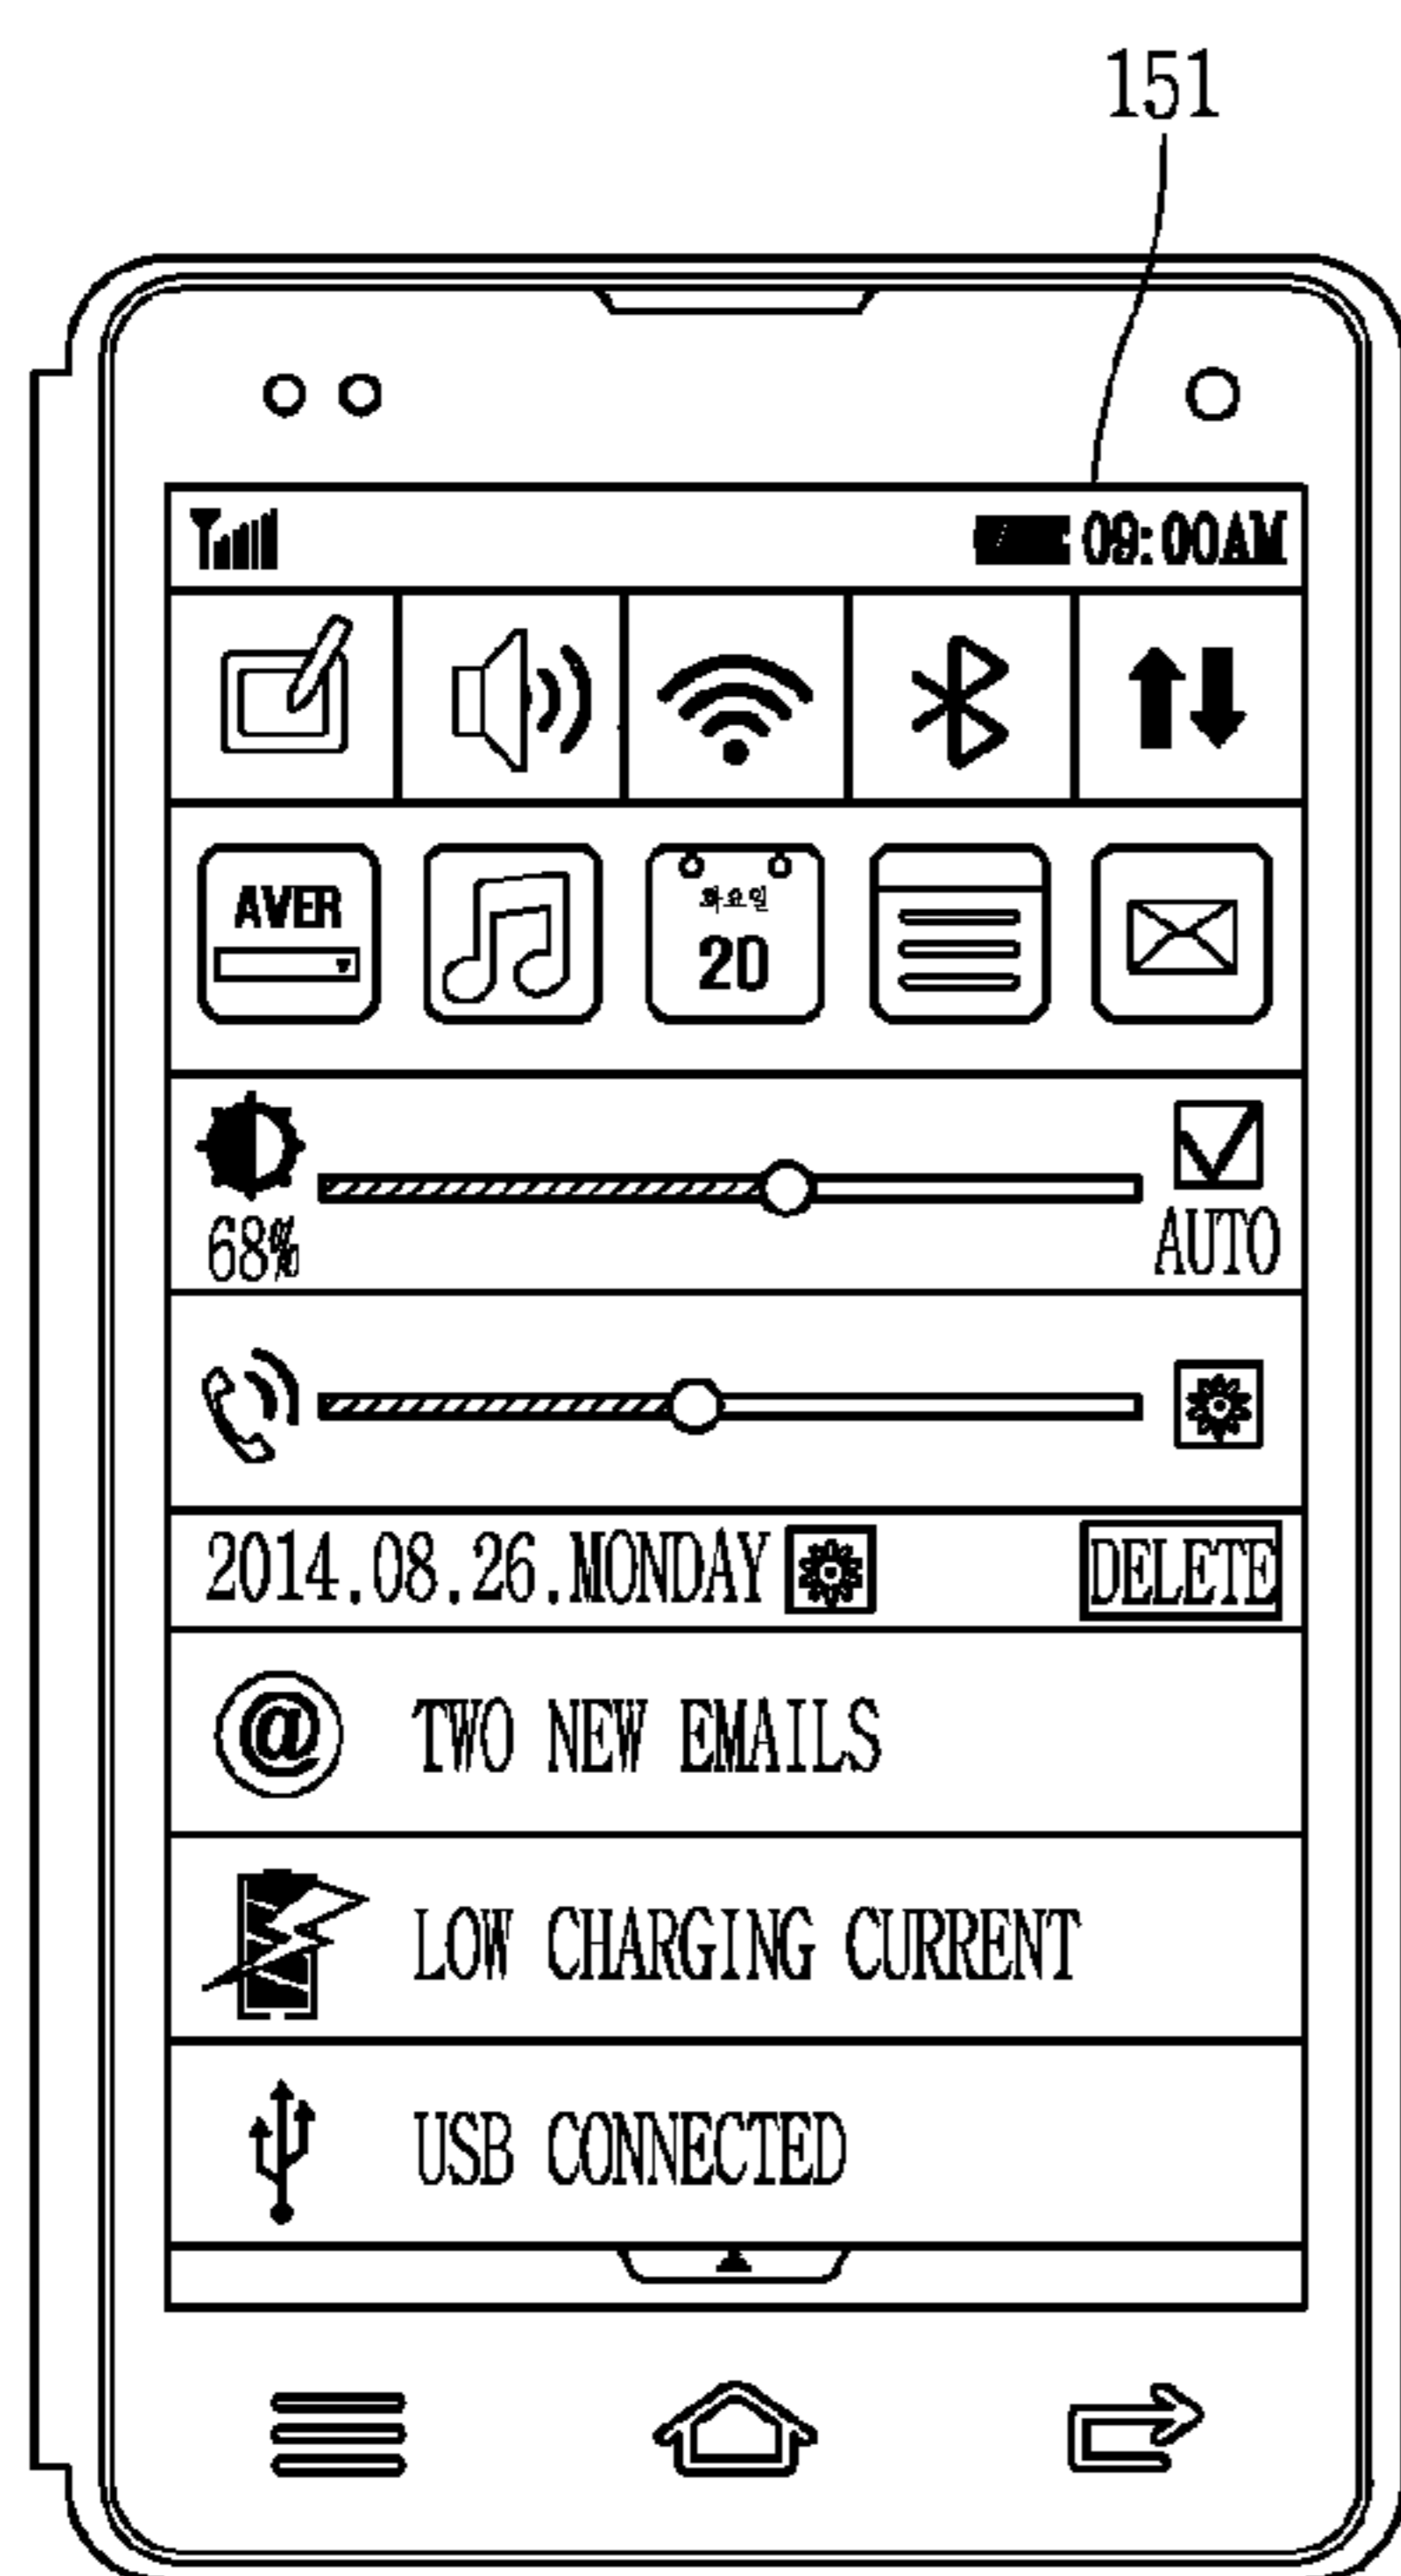 151
09:00AM
AVER
화요일
20
68%
AUTO
2014.08.26.MONDAY DELETE
@ TWO NEW EMAILS
LOW CHARGING CURRENT
USB CONNECTED